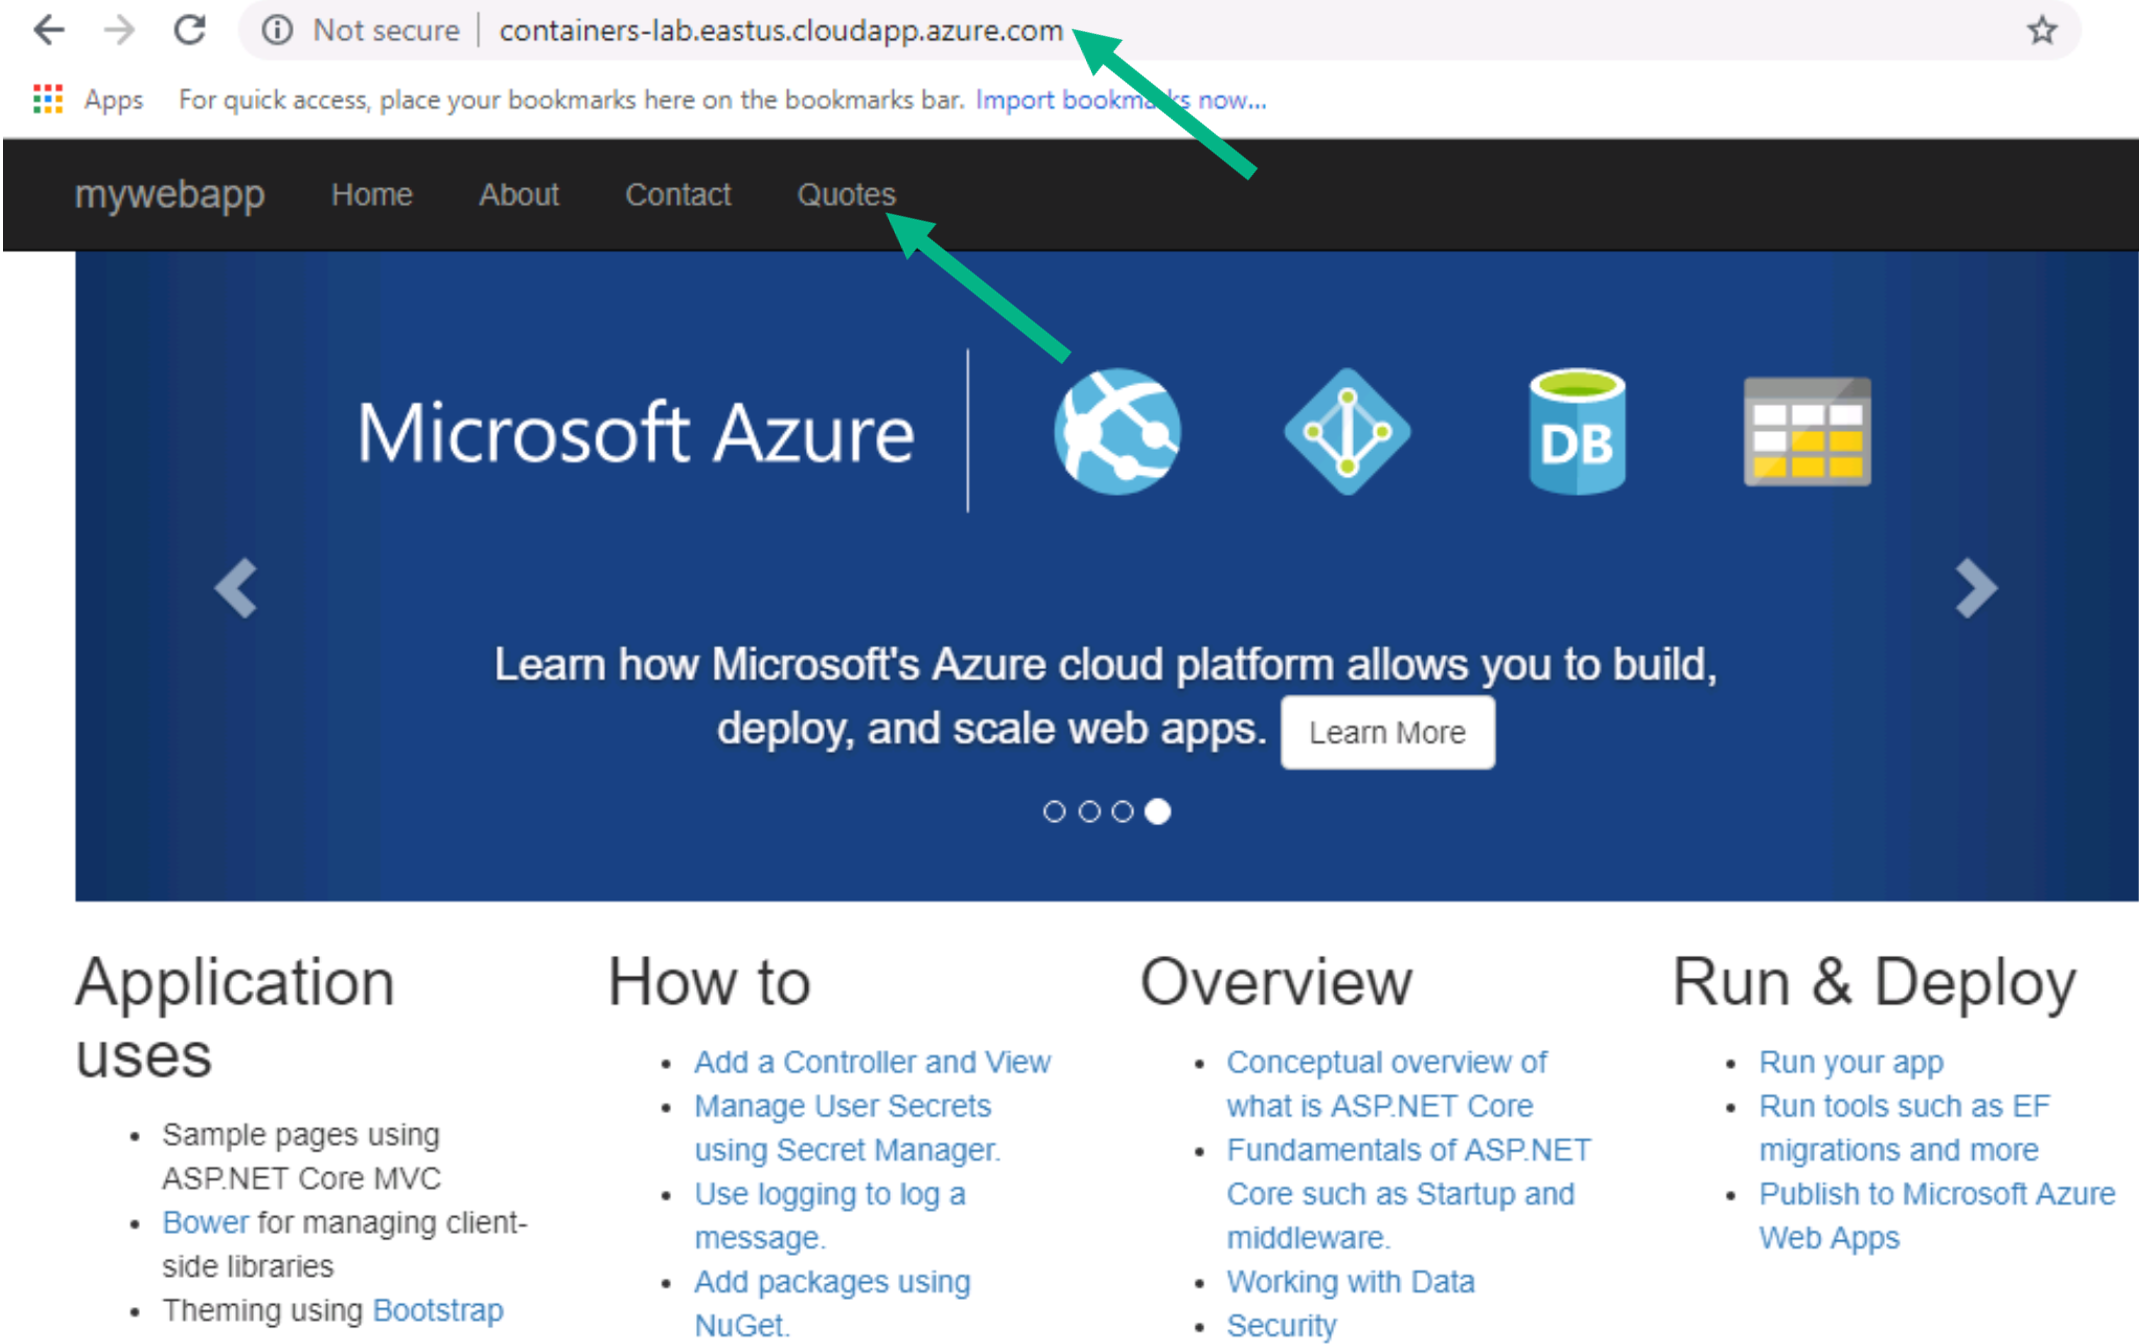 Not secure | containers-lab.eastus.cloudapp.azure.com
Apps For quick access, place your bookmarks here on the bookmarks bar. Import bookmarks now...
mywebapp Home About Contact Quotes
Microsoft Azure
DB
Learn how Microsoft's Azure cloud platform allows you to build,
deploy, and scale web apps. Learn More
Application
uses
• Sample pages using
ASP.NET Core MVC
• Bower for managing client-
side libraries
• Theming using Bootstrap
How to
• Add a Controller and View
• Manage User Secrets
using Secret Manager.
• Use logging to log a
message.
• Add packages using
NuGet.
Overview
• Conceptual overview of
what is ASP.NET Core
• Fundamentals of ASP.NET
Core such as Startup and
middleware.
• Working with Data
• Security
Run & Deploy
• Run your app
• Run tools such as EF
migrations and more
• Publish to Microsoft Azure
Web Apps